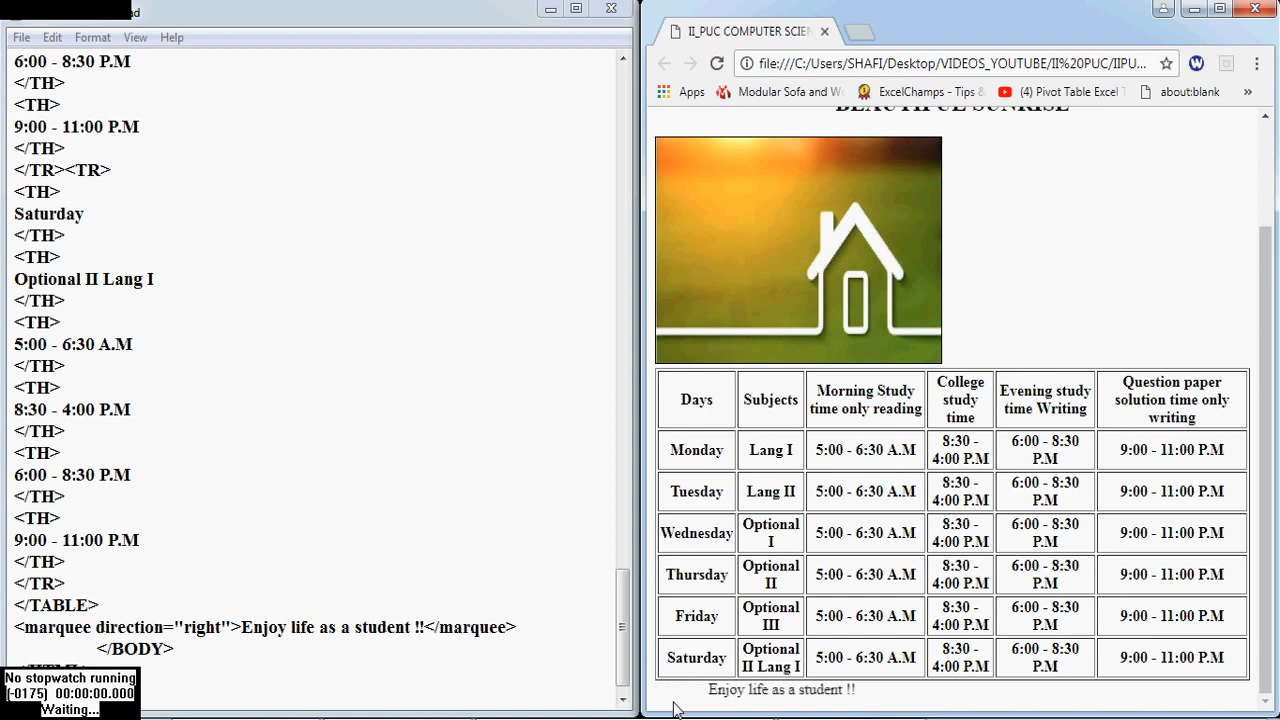 ad
File Edit Format View Help
6:00 - 8:30 P.M
</TH>
<TH>
9:00 - 11:00 P.M
</TH>
</TR><TR>
<TH>
Saturday
</TH>
<TH>
Optional II Lang I
</TH>
<TH>
5:00 - 6:30 A.M
</TH>
<TH>
8:30 - 4:00 P.M
</TH>
<TH>
6:00 - 8:30 P.M
</TH>
<TH>
9:00 - 11:00 P.M
</TH>
</TR>
</TABLE>
<marquee direction="right">Enjoy life as a student !!</marquee>
</BODY>
No stopwatch running
[-0175] 00:00:00.000
Waiting...
II_PUC COMPUTER SCIEN
file:///C:/Users/SHAFI/Desktop/VIDEOS_YOUTUBE/II%20PUC/IIPU...
Apps Modular Sofa and Wo ExcelChamps - Tips & (4) Pivot Table Excel about:blank »
BEAUTIFUL SUNRISE
Days Subjects Morning Study time only reading College study time Evening study time Writing Question paper solution time only writing
Monday Lang I 5:00 - 6:30 A.M 8:30 - 4:00 P.M 6:00 - 8:30 P.M 9:00 - 11:00 P.M
Tuesday Lang II 5:00 - 6:30 A.M 8:30 - 4:00 P.M 6:00 - 8:30 P.M 9:00 - 11:00 P.M
Wednesday Optional I 5:00 - 6:30 A.M 8:30 - 4:00 P.M 6:00 - 8:30 P.M 9:00 - 11:00 P.M
Thursday Optional II 5:00 - 6:30 A.M 8:30 - 4:00 P.M 6:00 - 8:30 P.M 9:00 - 11:00 P.M
Friday Optional III 5:00 - 6:30 A.M 8:30 - 4:00 P.M 6:00 - 8:30 P.M 9:00 - 11:00 P.M
Saturday Optional II Lang I 5:00 - 6:30 A.M 8:30 - 4:00 P.M 6:00 - 8:30 P.M 9:00 - 11:00 P.M
Enjoy life as a student !!